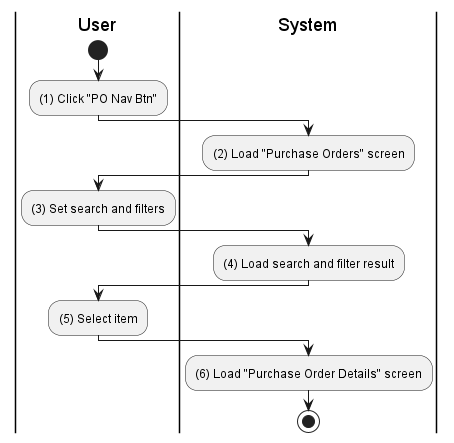 User
System
(1) Click "PO Nav Btn"
(2) Load "Purchase Orders" screen
(3) Set search and filters
(4) Load search and filter result
(5) Select item
(6) Load "Purchase Order Details" screen